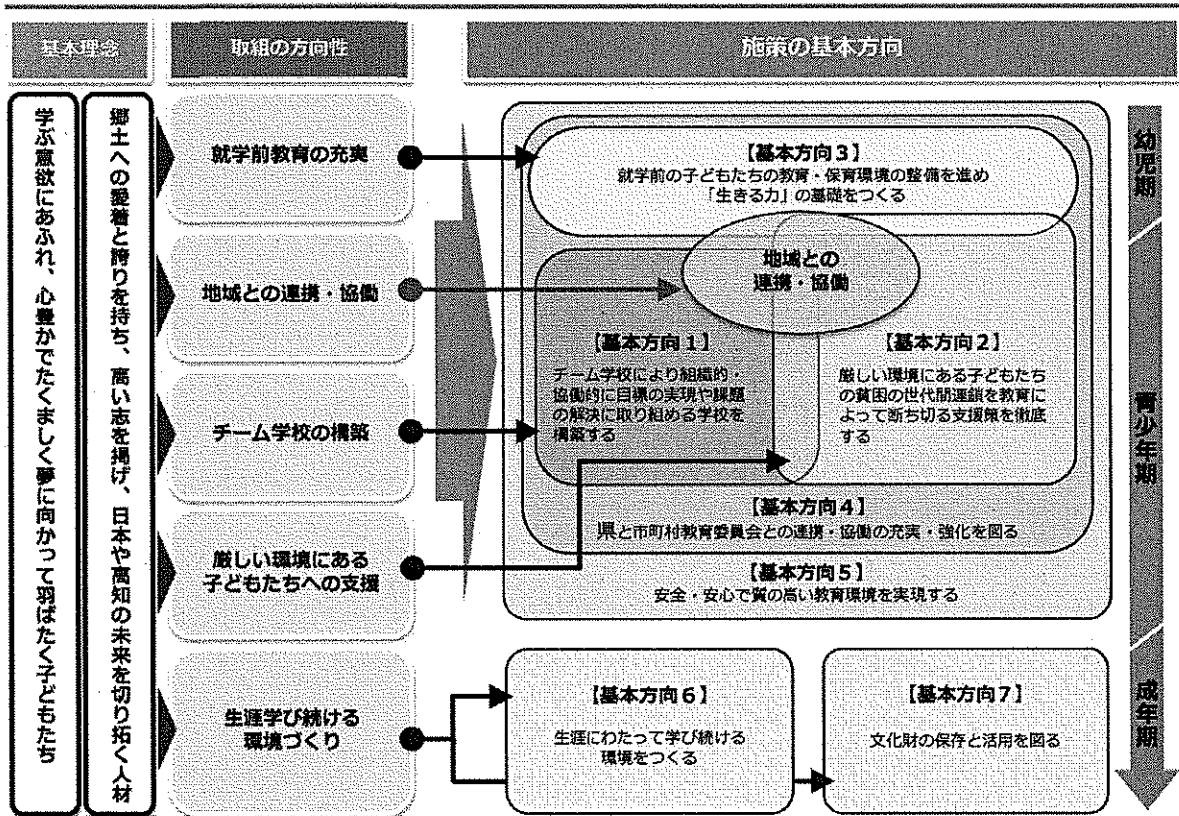 基本理念
取組の方向性
施策の基本方向
学ぶ意欲にあふれ、心豊かでたくましく夢に向かって羽ばたく子どもたち
郷土への愛着と誇りを持ち、高い志を掲げ、日本や高知の未来を切り拓く人材
就学前教育の充実
地域との連携・協働
チーム学校の構築
厳しい環境にある
子どもたちへの支援
生涯学び続ける
環境づくり
【基本方向3】
就学前の子どもたちの教育・保育環境の整備を進め
「生きる力」の基礎をつくる
地域との
連携・協働
【基本方向1】
チーム学校により組織的・
協働的に目標の実現や課題
の解決に取り組める学校を
構築する
【基本方向2】
厳しい環境にある子どもたち
の貧困の世代間連鎖を教育に
よって断ち切る支援策を徹底
する
【基本方向4】
県と市町村教育委員会との連携・協働の充実・強化を図る
【基本方向5】
安全・安心で質の高い教育環境を実現する
【基本方向6】
生涯にわたって学び続ける
環境をつくる
【基本方向7】
文化財の保存と活用を図る
幼児期
青少年期
成年期